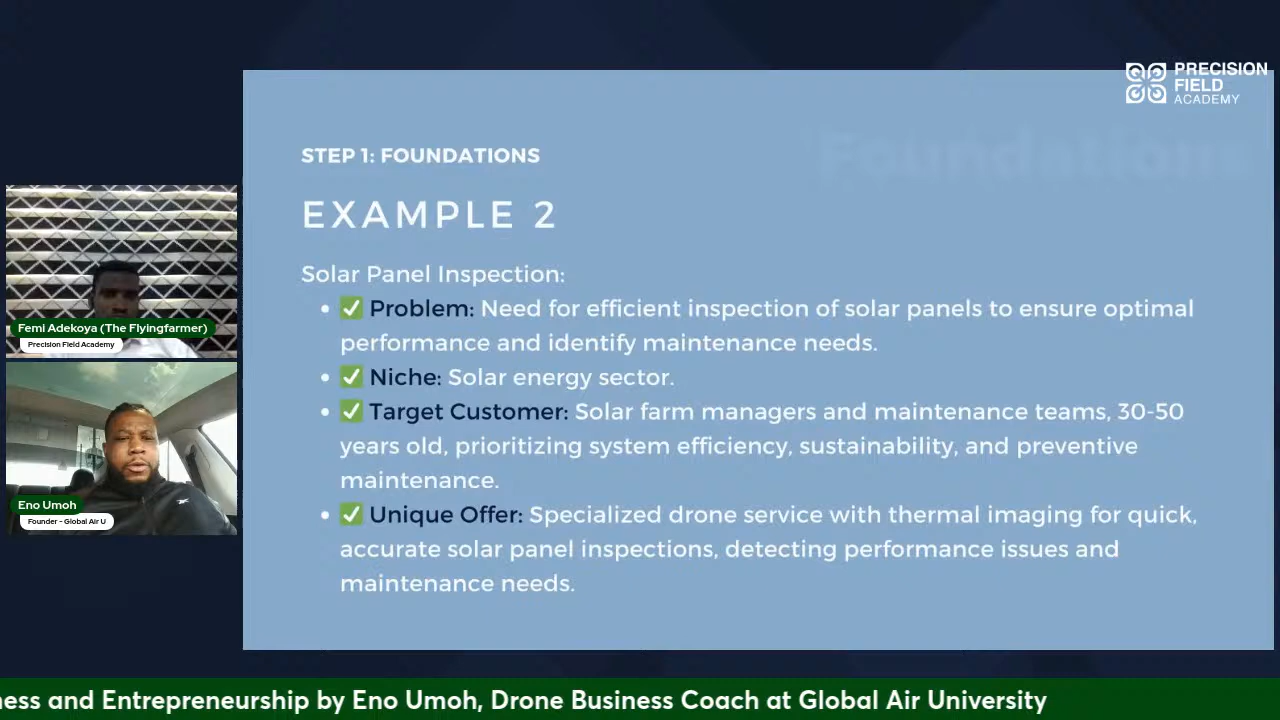 PRECISION
FIELD
ACADEMY
Foundations
STEP 1: FOUNDATIONS
EXAMPLE 2
Solar Panel Inspection:
• ✅ Problem: Need for efficient inspection of solar panels to ensure optimal
performance and identify maintenance needs.
• ✅ Niche: Solar energy sector.
• ✅ Target Customer: Solar farm managers and maintenance teams, 30-50
years old, prioritizing system efficiency, sustainability, and preventive
maintenance.
• ✅ Unique Offer: Specialized drone service with thermal imaging for quick,
accurate solar panel inspections, detecting performance issues and
maintenance needs.
Femi Adekoya (The Flyingfarmer)
Precision Field Academy
Eno Umoh
Founder - Global Air U
ness and Entrepreneurship by Eno Umoh, Drone Business Coach at Global Air University